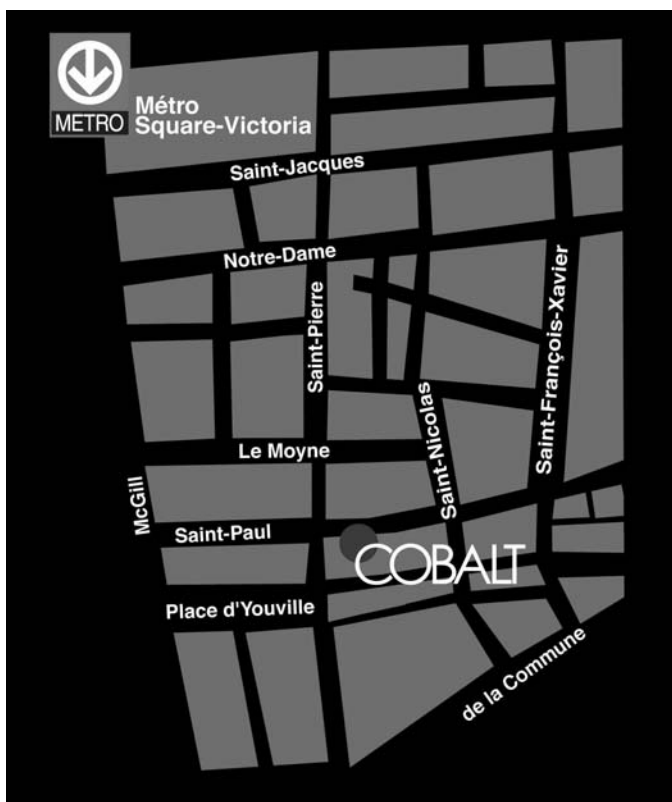 METRO
Métro
Square-Victoria
Saint-Jacques
Notre-Dame
Saint-Pierre
Saint-François-Xavier
Saint-Nicolas
Le Moyne
McGill
Saint-Paul
COBALT
Place d'Youville
de la Commune